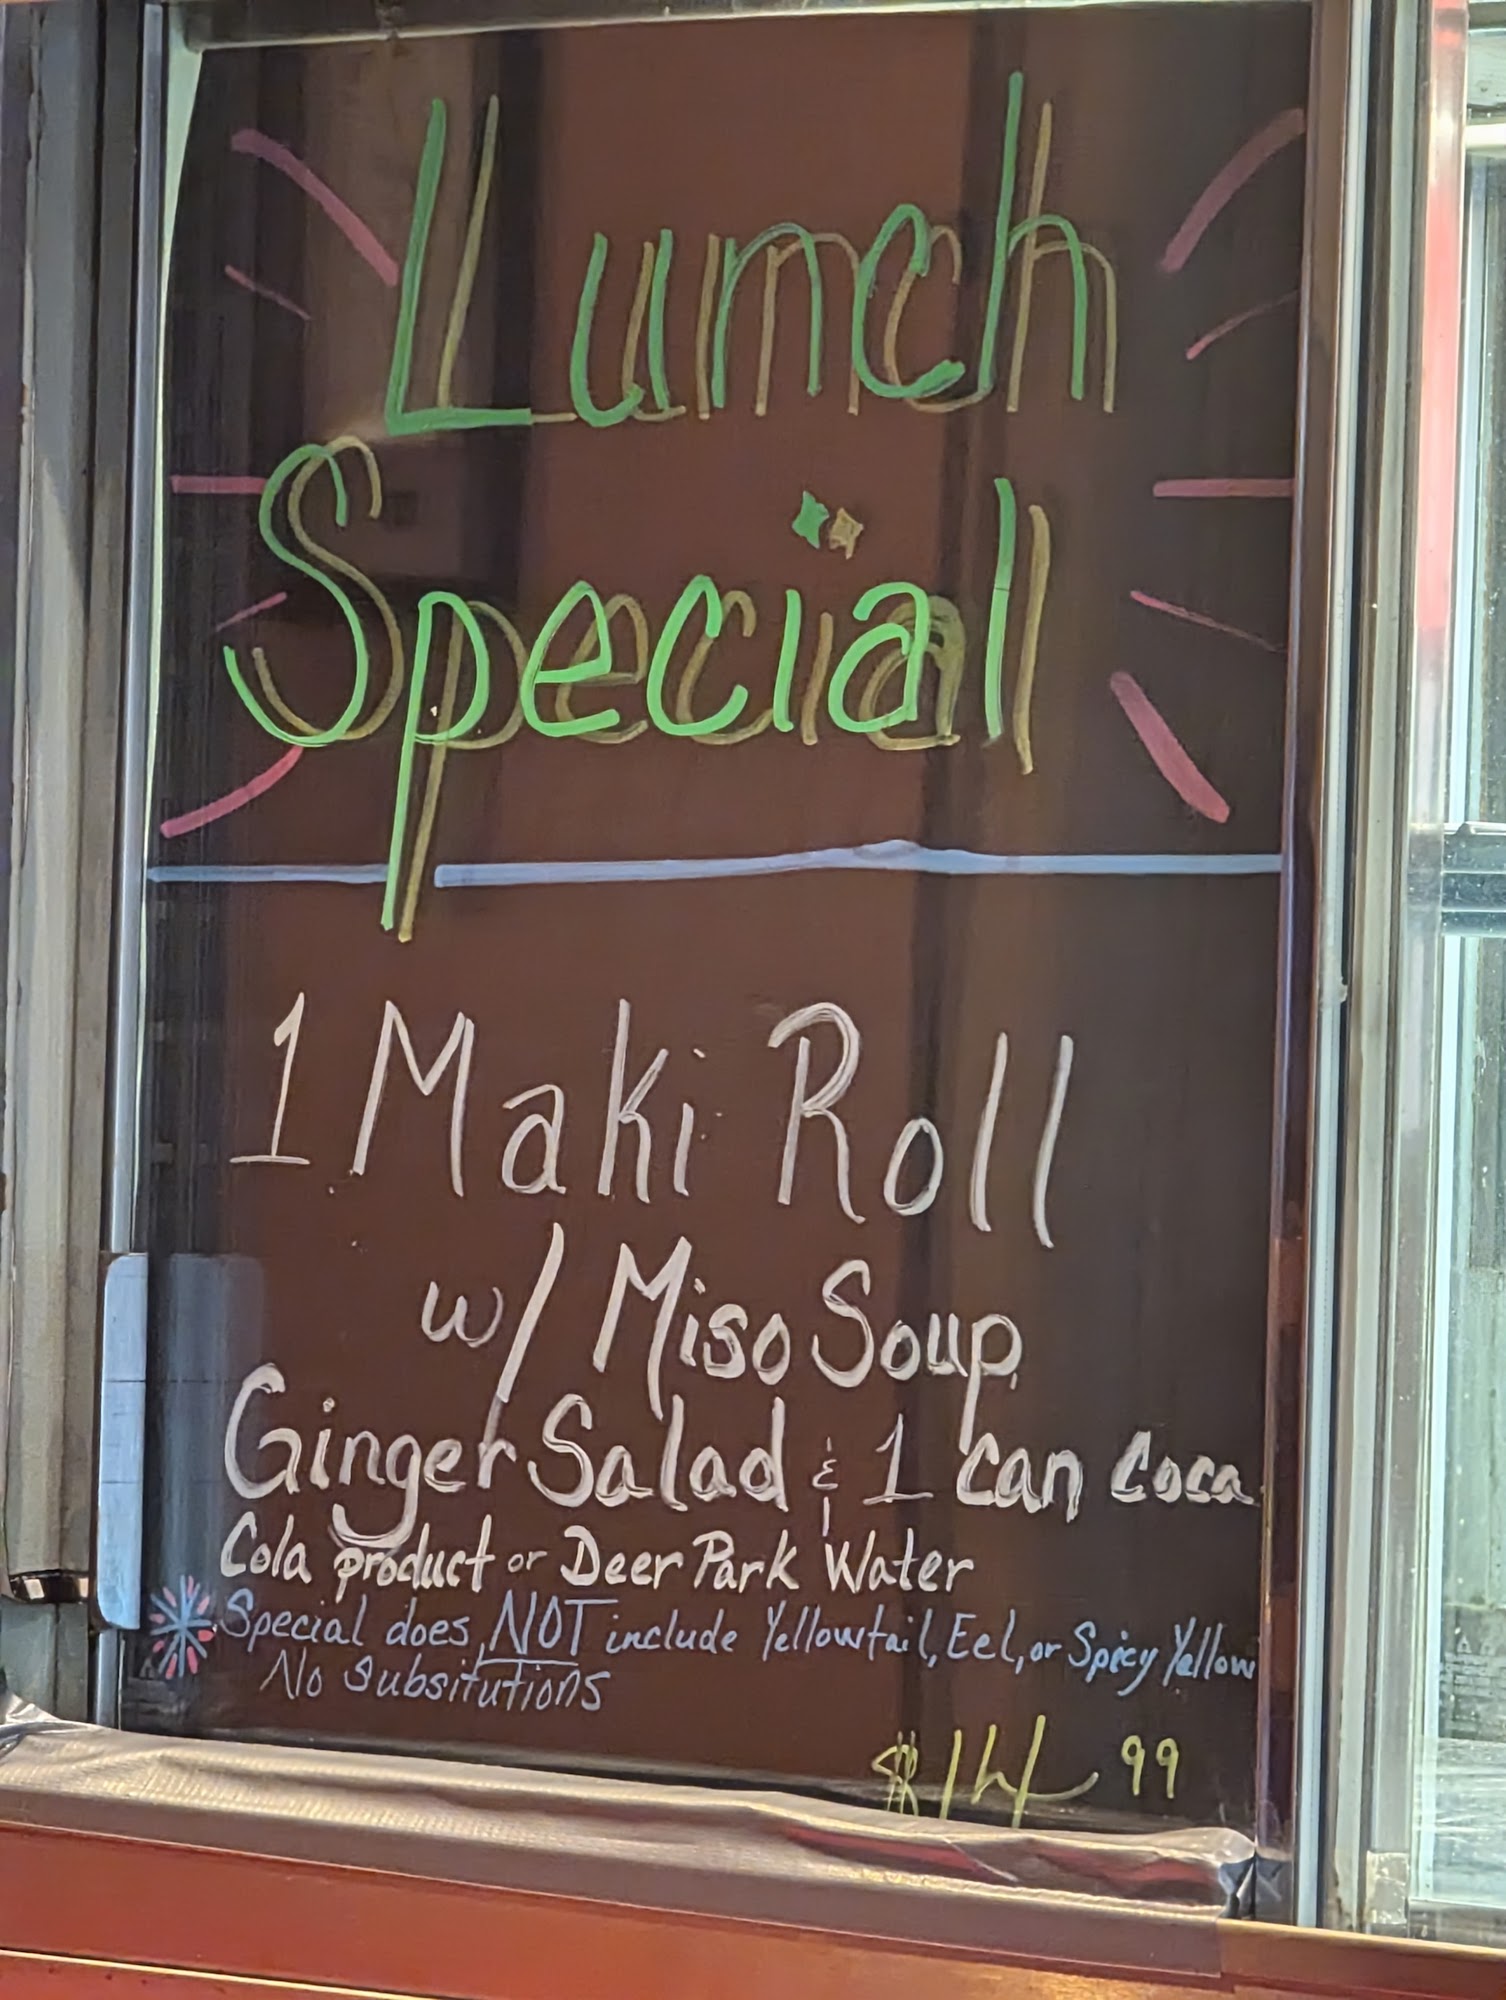 Lunch
Special
1 Maki Roll
w/ Miso Soup,
Ginger Salad & 1 can Coca
Cola product or Deer Park Water
Special does NOT include Yellowtail, Eel, or Spicy Yellow
No subsitutions
$14 99